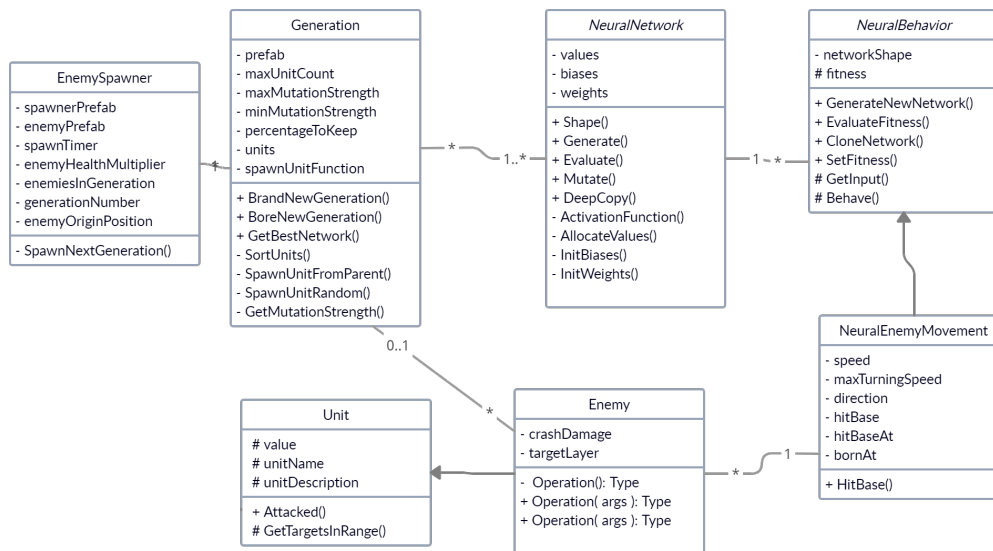 EnemySpawner
- spawnerPrefab
- enemyPrefab
- spawnTimer
- enemyHealthMultiplier
- enemiesInGeneration
- generationNumber
- enemyOriginPosition
- SpawnNextGeneration()
Generation
- prefab
- maxUnitCount
- maxMutationStrength
- minMutationStrength
- percentageToKeep
- units
- spawnUnitFunction
+ BrandNewGeneration()
+ BoreNewGeneration()
+ GetBestNetwork()
- SortUnits()
- SpawnUnitFromParent()
- SpawnUnitRandom()
- GetMutationStrength()
* 1..*
NeuralNetwork
- values
- biases
- weights
+ Shape()
+ Generate()
+ Evaluate()
+ Mutate()
+ DeepCopy()
- ActivationFunction()
- AllocateValues()
- InitBiases()
- InitWeights()
1 *
NeuralBehavior
- networkShape
# fitness
+ GenerateNewNetwork()
+ EvaluateFitness()
+ CloneNetwork()
+ SetFitness()
# GetInput()
# Behave()
0..1
*
Unit
# value
# unitName
# unitDescription
+ Attacked()
# GetTargetsInRange()
Enemy
- crashDamage
- targetLayer
- Operation(): Type
+ Operation( args ): Type
+ Operation( args ): Type
* 1
NeuralEnemyMovement
- speed
- maxTurningSpeed
- direction
- hitBase
- hitBaseAt
- bornAt
+ HitBase()